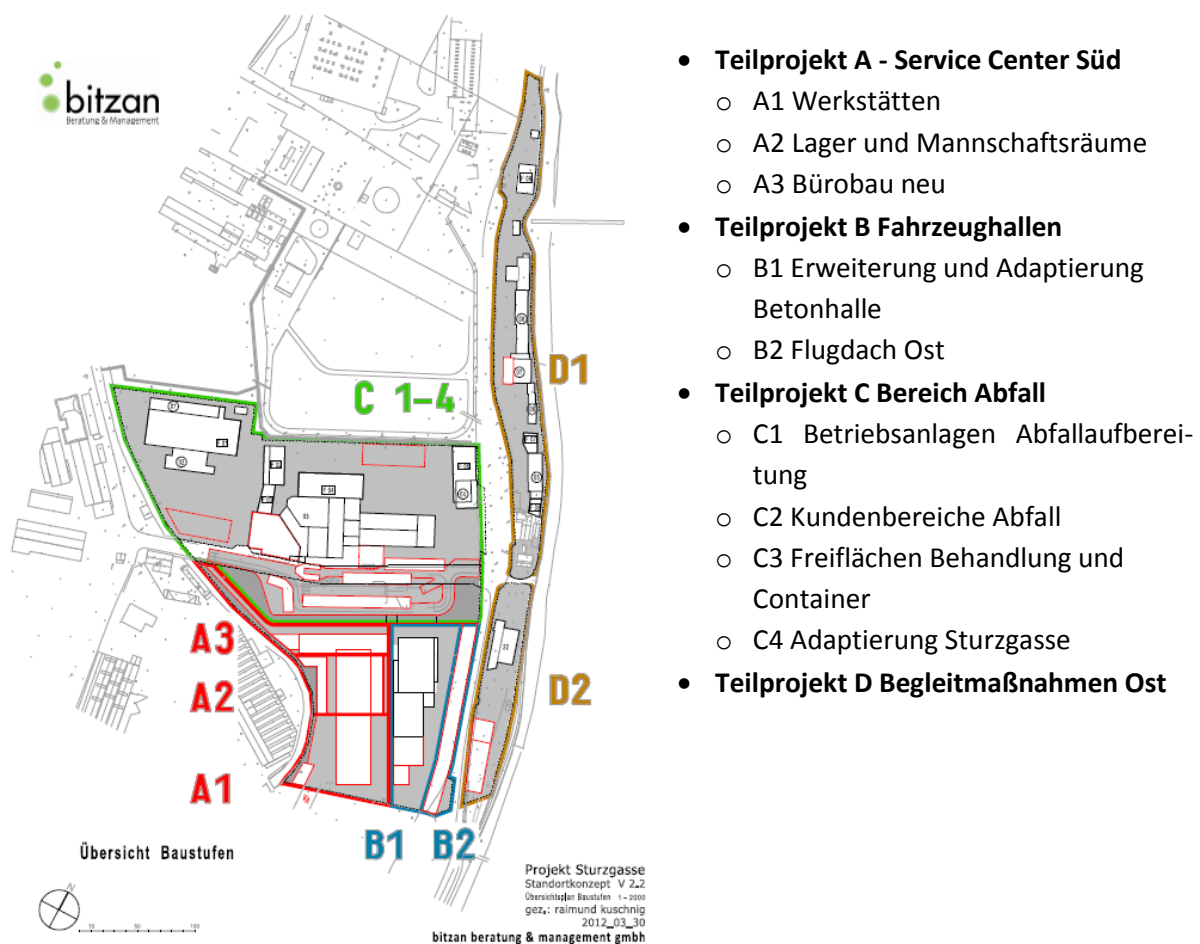 bitzan
Beratung & Management
C 1-4
D1
A3
A2
A1
D2
B1 B2
Übersicht Baustufen
N
10 50 100
Projekt Sturzgasse
Standortkonzept V 2.2
Übersichtsplan Baustufen 1-2000
gez.: raimund kuschnig
2012_03_30
bitzan beratung & management gmbh
• Teilprojekt A - Service Center Süd
o A1 Werkstätten
o A2 Lager und Mannschaftsräume
o A3 Bürobau neu
• Teilprojekt B Fahrzeughallen
o B1 Erweiterung und Adaptierung
Betonhalle
o B2 Flugdach Ost
• Teilprojekt C Bereich Abfall
o C1 Betriebsanlagen Abfallaufberei-
tung
o C2 Kundenbereiche Abfall
o C3 Freiflächen Behandlung und
Container
o C4 Adaptierung Sturzgasse
• Teilprojekt D Begleitmaßnahmen Ost